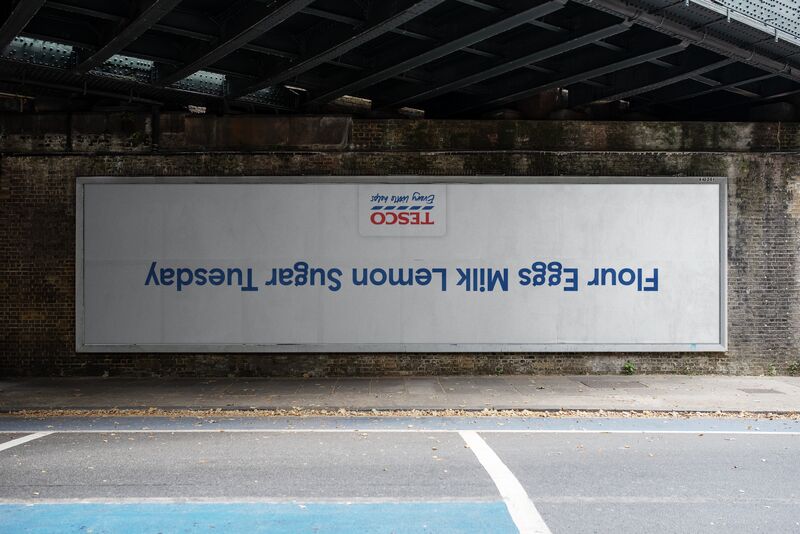 Flour Eggs Milk Lemon Sugar Tuesday
TESCO
Every little helps